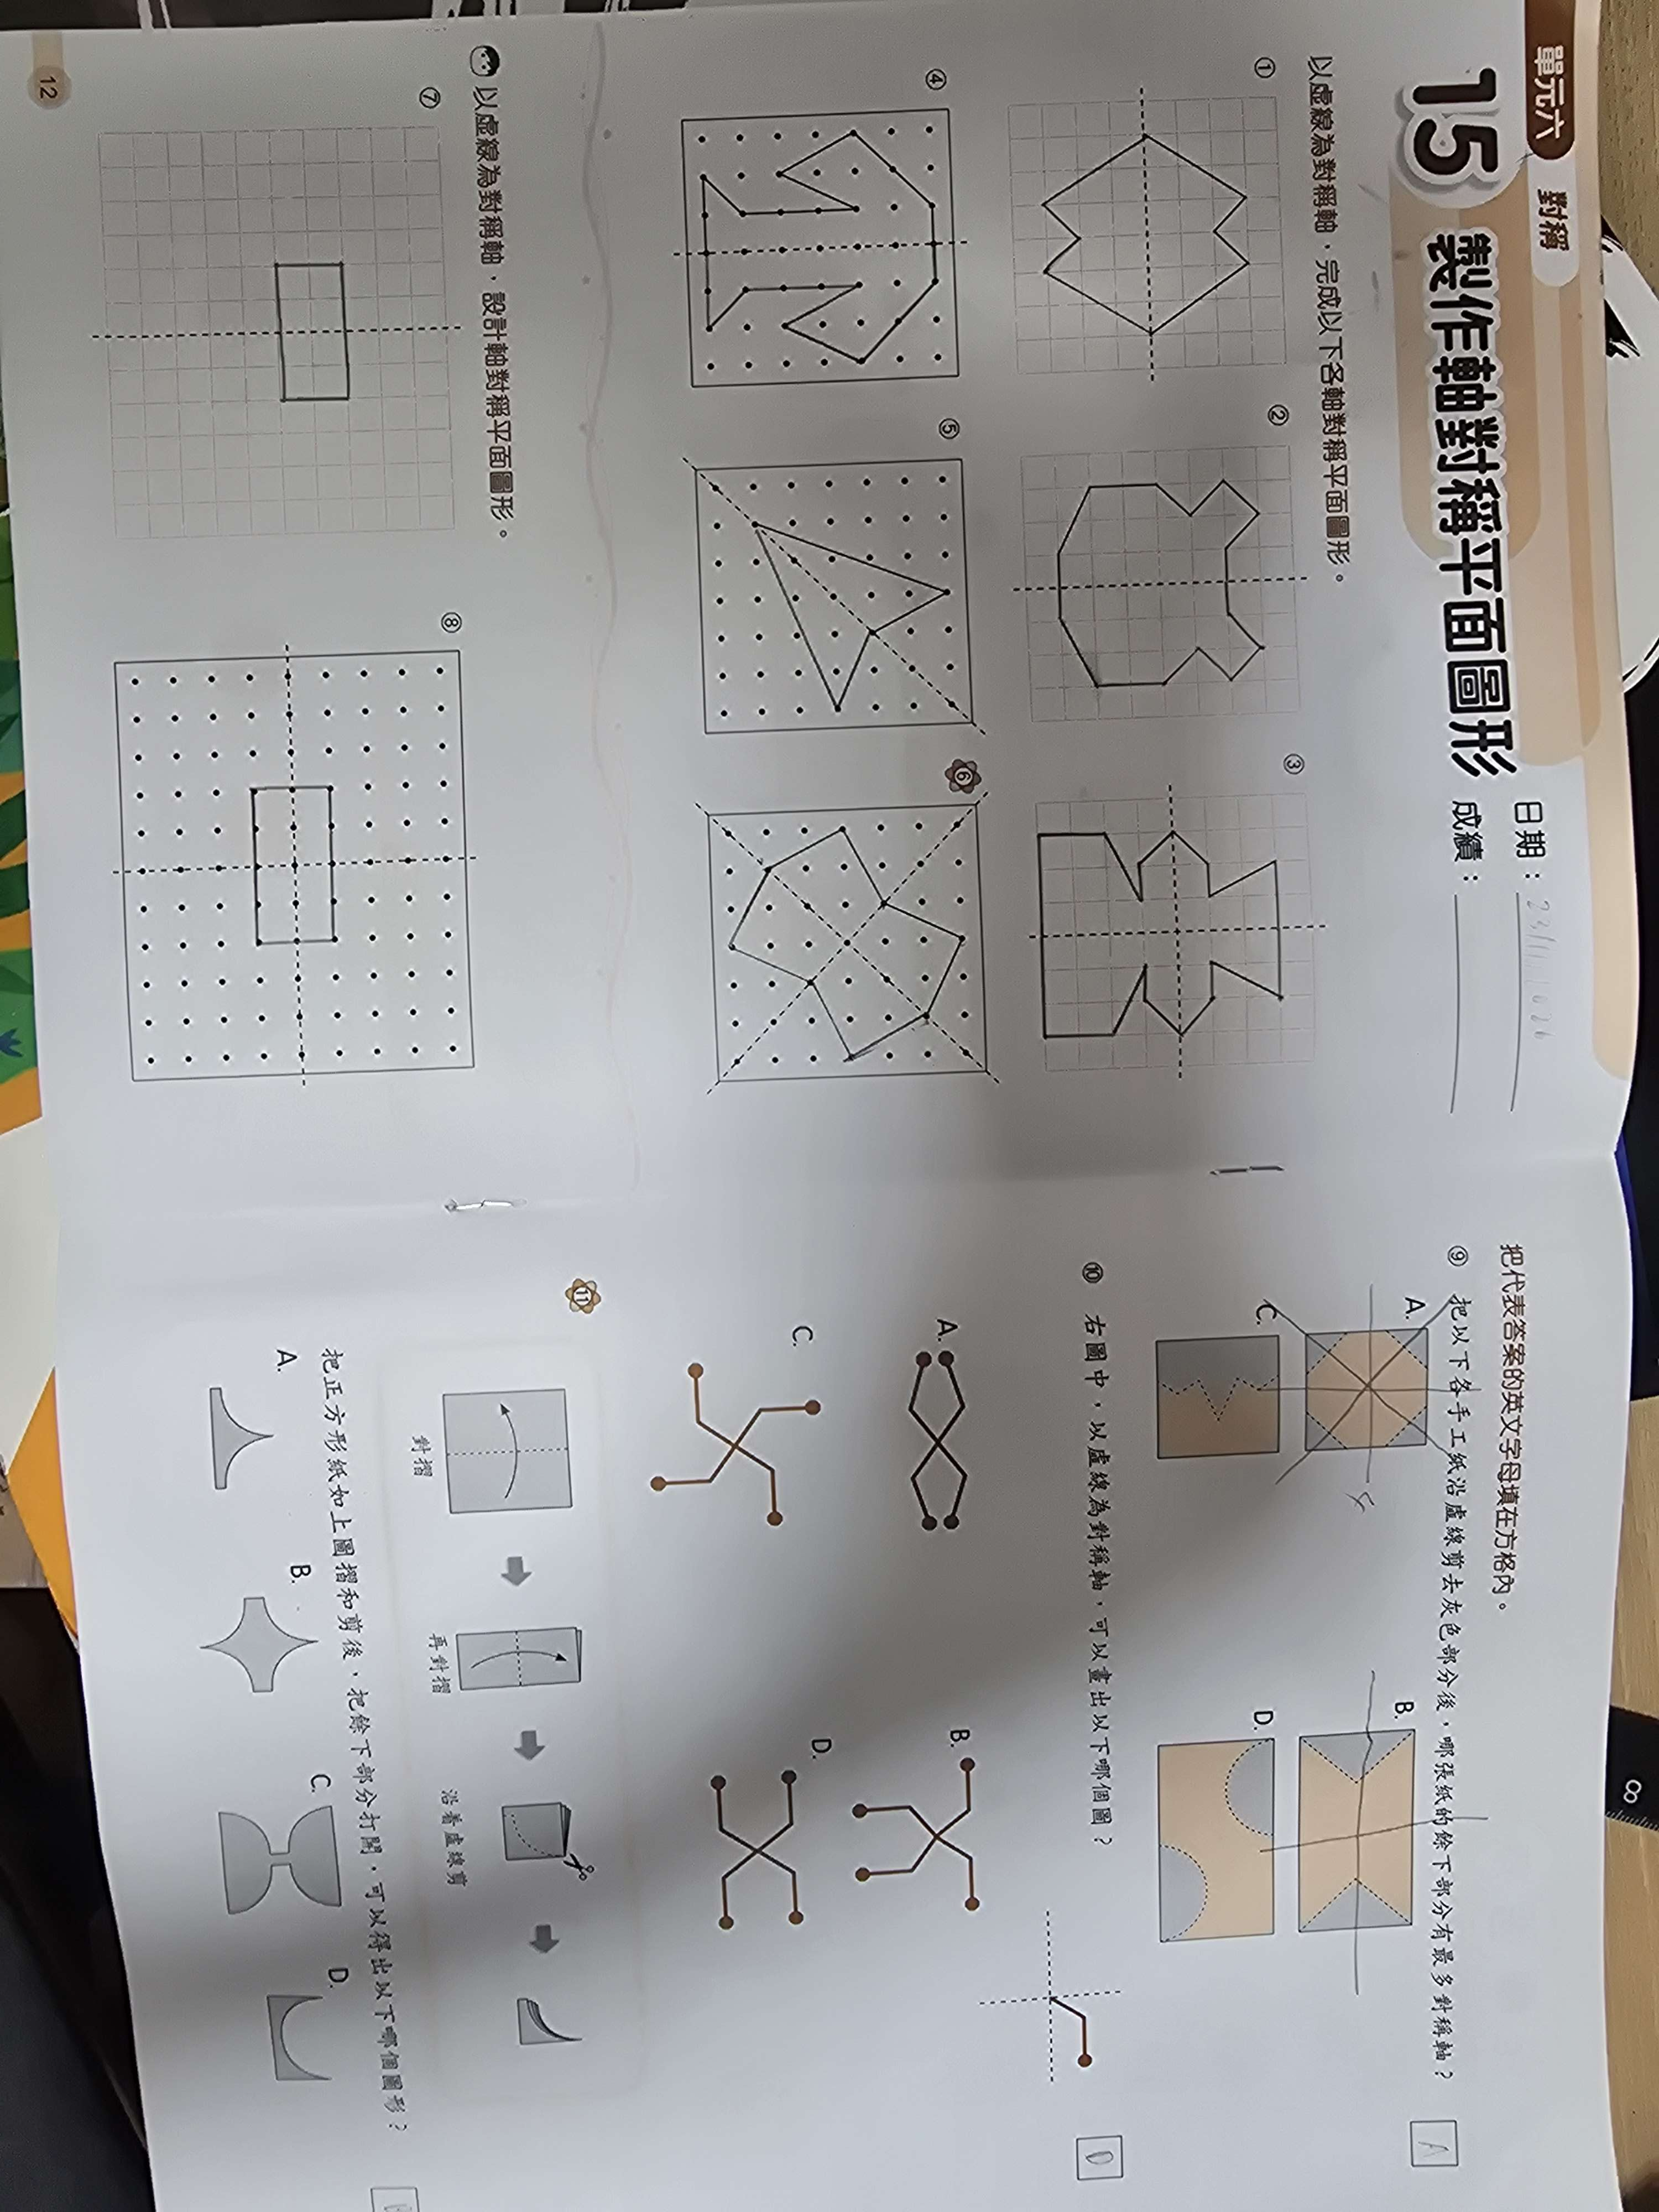 單元六 對稱
15 製作軸對稱平面圖形
日期：
成績：
以虛線為對稱軸，完成以下各軸對稱平面圖形。
① ② ③
④ ⑤ ⑥
以虛線為對稱軸，設計軸對稱平面圖形。
⑦ ⑧
12
把代表答案的英文字母填在方格內。
⑨ 把以下各手工紙沿虛線剪去灰色部分後，哪張紙的餘下部分有最多對稱軸？ A
A. B.
C. D.
⑩ 右圖中，以虛線為對稱軸，可以畫出以下哪個圖？ D
A. B.
C. D.
⑪
對摺 再對摺 沿着虛線剪
把正方形紙如上圖摺和剪後，把餘下部分打開，可以得出以下哪個圖形？
A. B. C. D.
8